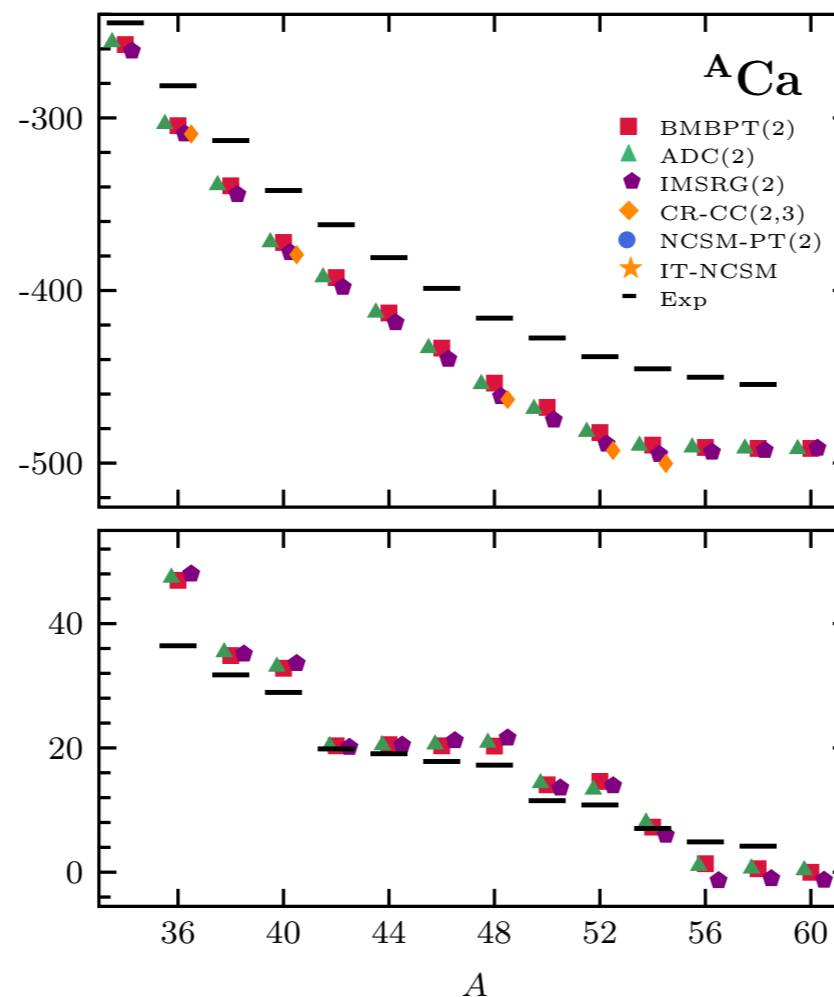 ᴬCa
BMBPT(2)
ADC(2)
IMSRG(2)
CR-CC(2,3)
NCSM-PT(2)
IT-NCSM
Exp
-300
-400
-500
40
20
0
36 40 44 48 52 56 60
A